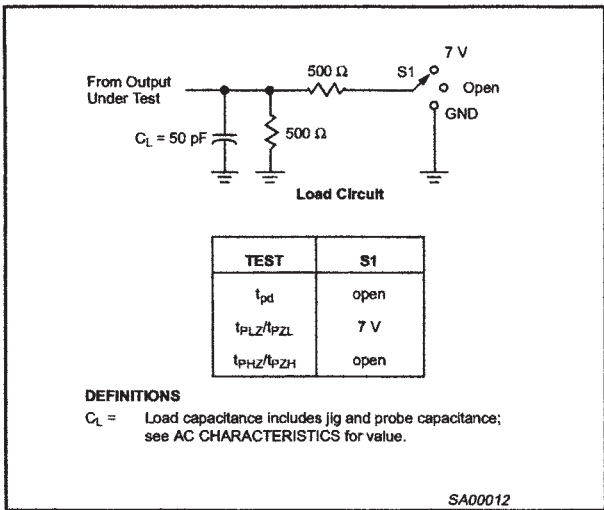 7 V
500 Ω
S1
From Output
Open
Under Test
GND
C_L = 50 pF
500 Ω
Load Circuit
TEST S1
t_pd open
t_PLZ/t_PZL 7 V
t_PHZ/t_PZH open
DEFINITIONS
C_L = Load capacitance includes jig and probe capacitance;
see AC CHARACTERISTICS for value.
SA00012